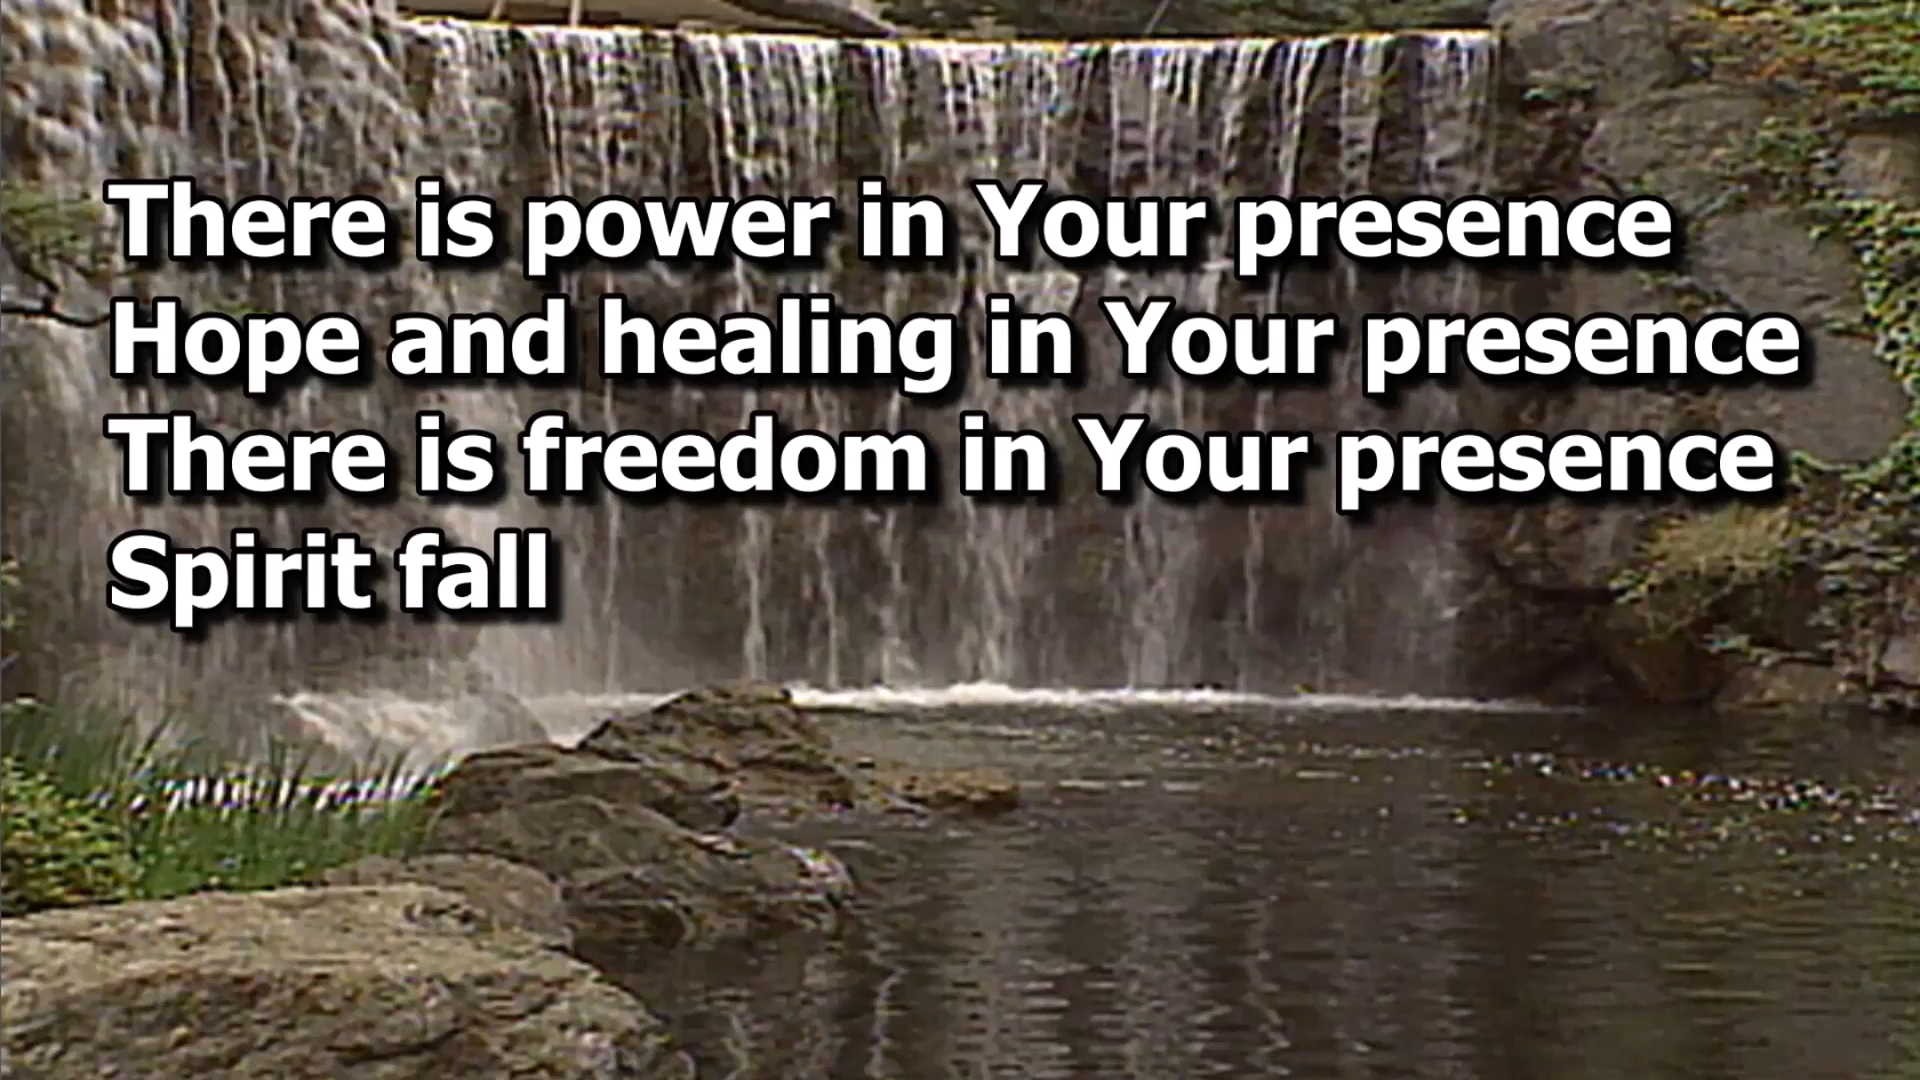 There is power in Your presence
Hope and healing in Your presence
There is freedom in Your presence
Spirit fall